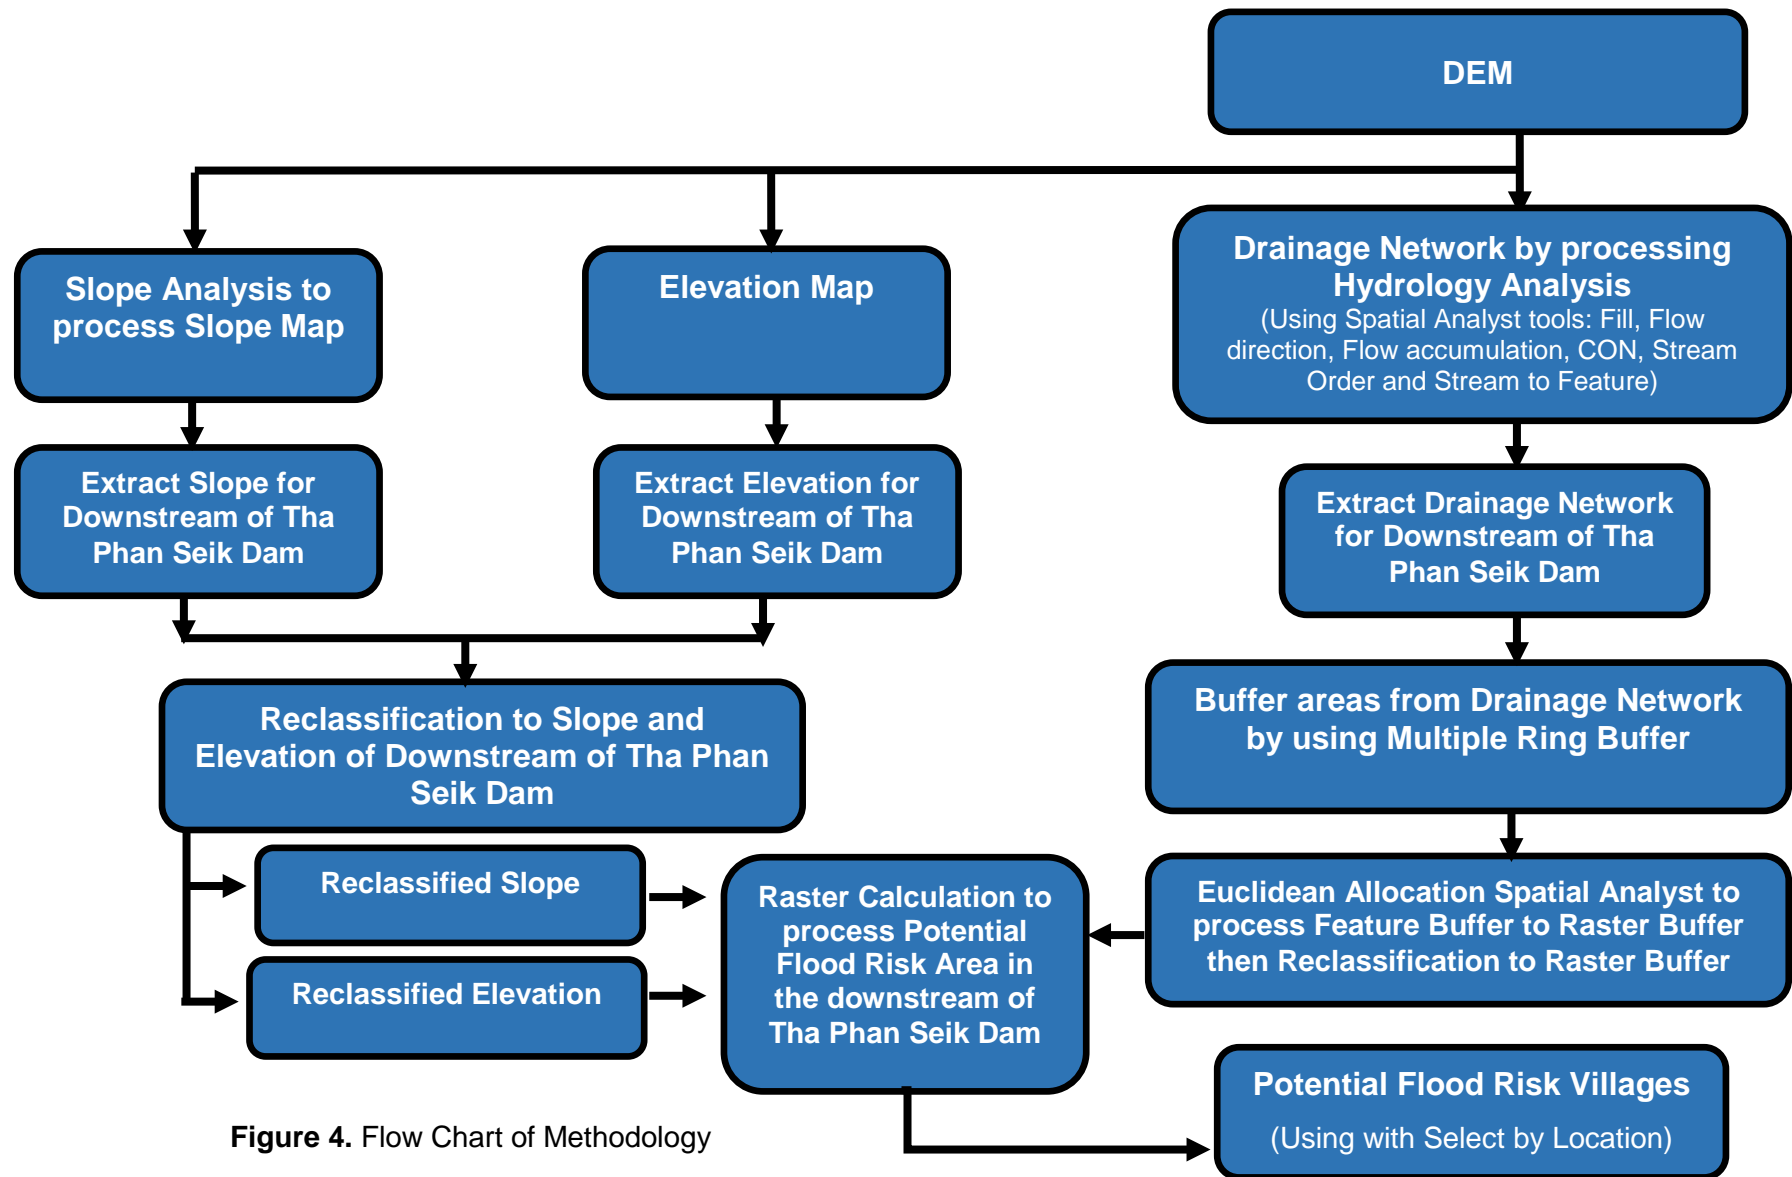 DEM
Slope Analysis to
process Slope Map
Elevation Map
Drainage Network by processing
Hydrology Analysis
(Using Spatial Analyst tools: Fill, Flow
direction, Flow accumulation, CON, Stream
Order and Stream to Feature)
Extract Slope for
Downstream of Tha
Phan Seik Dam
Extract Elevation for
Downstream of Tha
Phan Seik Dam
Extract Drainage Network
for Downstream of Tha
Phan Seik Dam
Reclassification to Slope and
Elevation of Downstream of Tha Phan
Seik Dam
Buffer areas from Drainage Network
by using Multiple Ring Buffer
Reclassified Slope
Reclassified Elevation
Raster Calculation to
process Potential
Flood Risk Area in
the downstream of
Tha Phan Seik Dam
Euclidean Allocation Spatial Analyst to
process Feature Buffer to Raster Buffer
then Reclassification to Raster Buffer
Potential Flood Risk Villages
(Using with Select by Location)
Figure 4. Flow Chart of Methodology